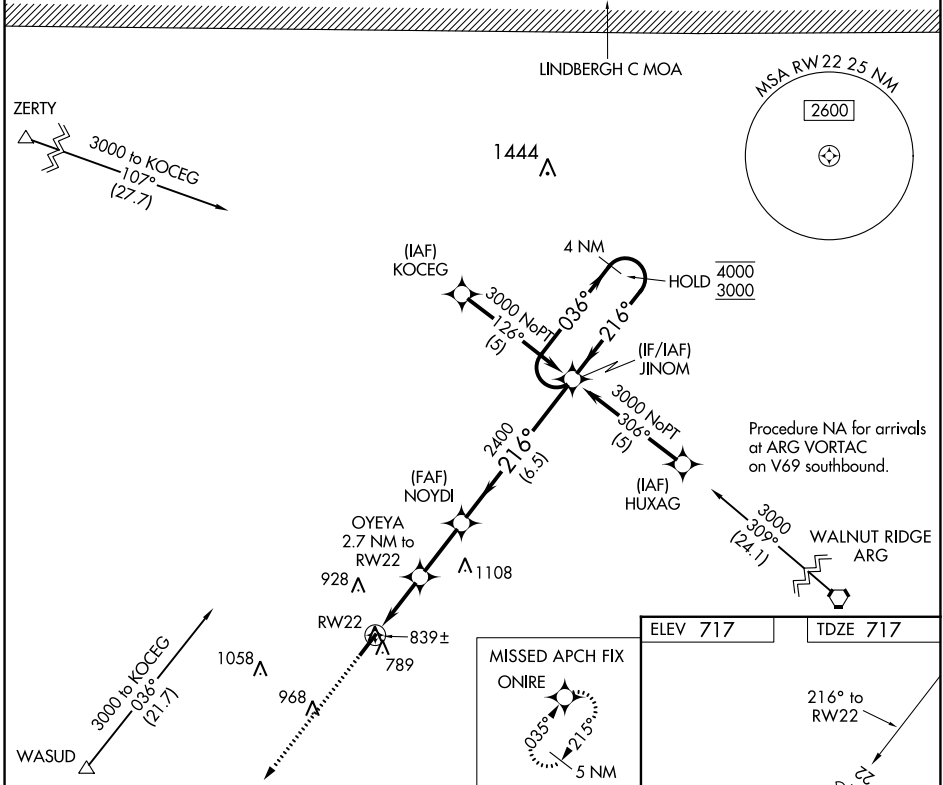 LINDBERGH C MOA
MSA RW22 25 NM
2600
ZERTY
3000 to KOCEG
107°
(27.7)
1444
(IAF)
KOCEG
3000 NoPT
126°
(5)
4 NM
HOLD
4000
3000
036°
216°
(IF/IAF)
JINOM
3000 NoPT
306°
(5)
(IAF)
HUXAG
Procedure NA for arrivals
at ARG VORTAC
on V69 southbound.
2400
216°
(6.5)
(FAF)
NOYDI
OYEYA
2.7 NM to
RW22
3000
309°
(24.1)
WALNUT RIDGE
ARG
928
1108
RW22
839±
789
1058
968
3000 to KOCEG
036°
(21.7)
WASUD
MISSED APCH FIX
ONIRE
035°
215°
5 NM
ELEV 717
TDZE 717
216° to
RW22
22